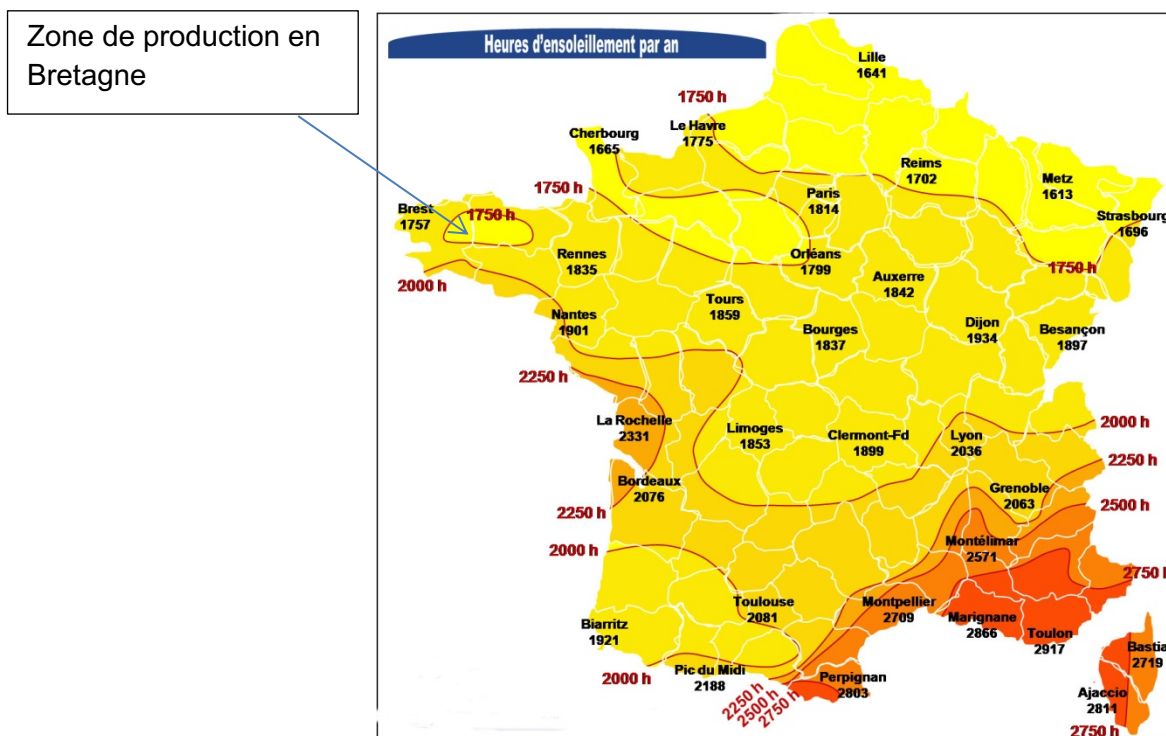 Zone de production en
Bretagne
Heures d'ensoleillement par an
Lille
1641
1750 h
Le Havre
1775
Cherbourg
1665
Reims
1702
Metz
1613
1750 h
Paris
1814
Strasbourg
1696
Brest
1757
1750 h
Rennes
1835
Orléans
1799
1750 h
Auxerre
1842
2000 h
Tours
1859
Nantes
1901
Bourges
1837
Dijon
1934
Besançon
1897
2250 h
La Rochelle
2331
Limoges
1853
Clermont-Fd
1899
Lyon
2036
2000 h
2250 h
Bordeaux
2076
Grenoble
2063
2250 h
2500 h
Montélimar
2571
2000 h
2750 h
Toulouse
2081
Montpellier
2709
Marignane
2866
Toulon
2917
Biarritz
1921
Bastia
2719
2000 h
Pic du Midi
2188
2250 h
2500 h
2750 h
Perpignan
2803
Ajaccio
2811
2750 h